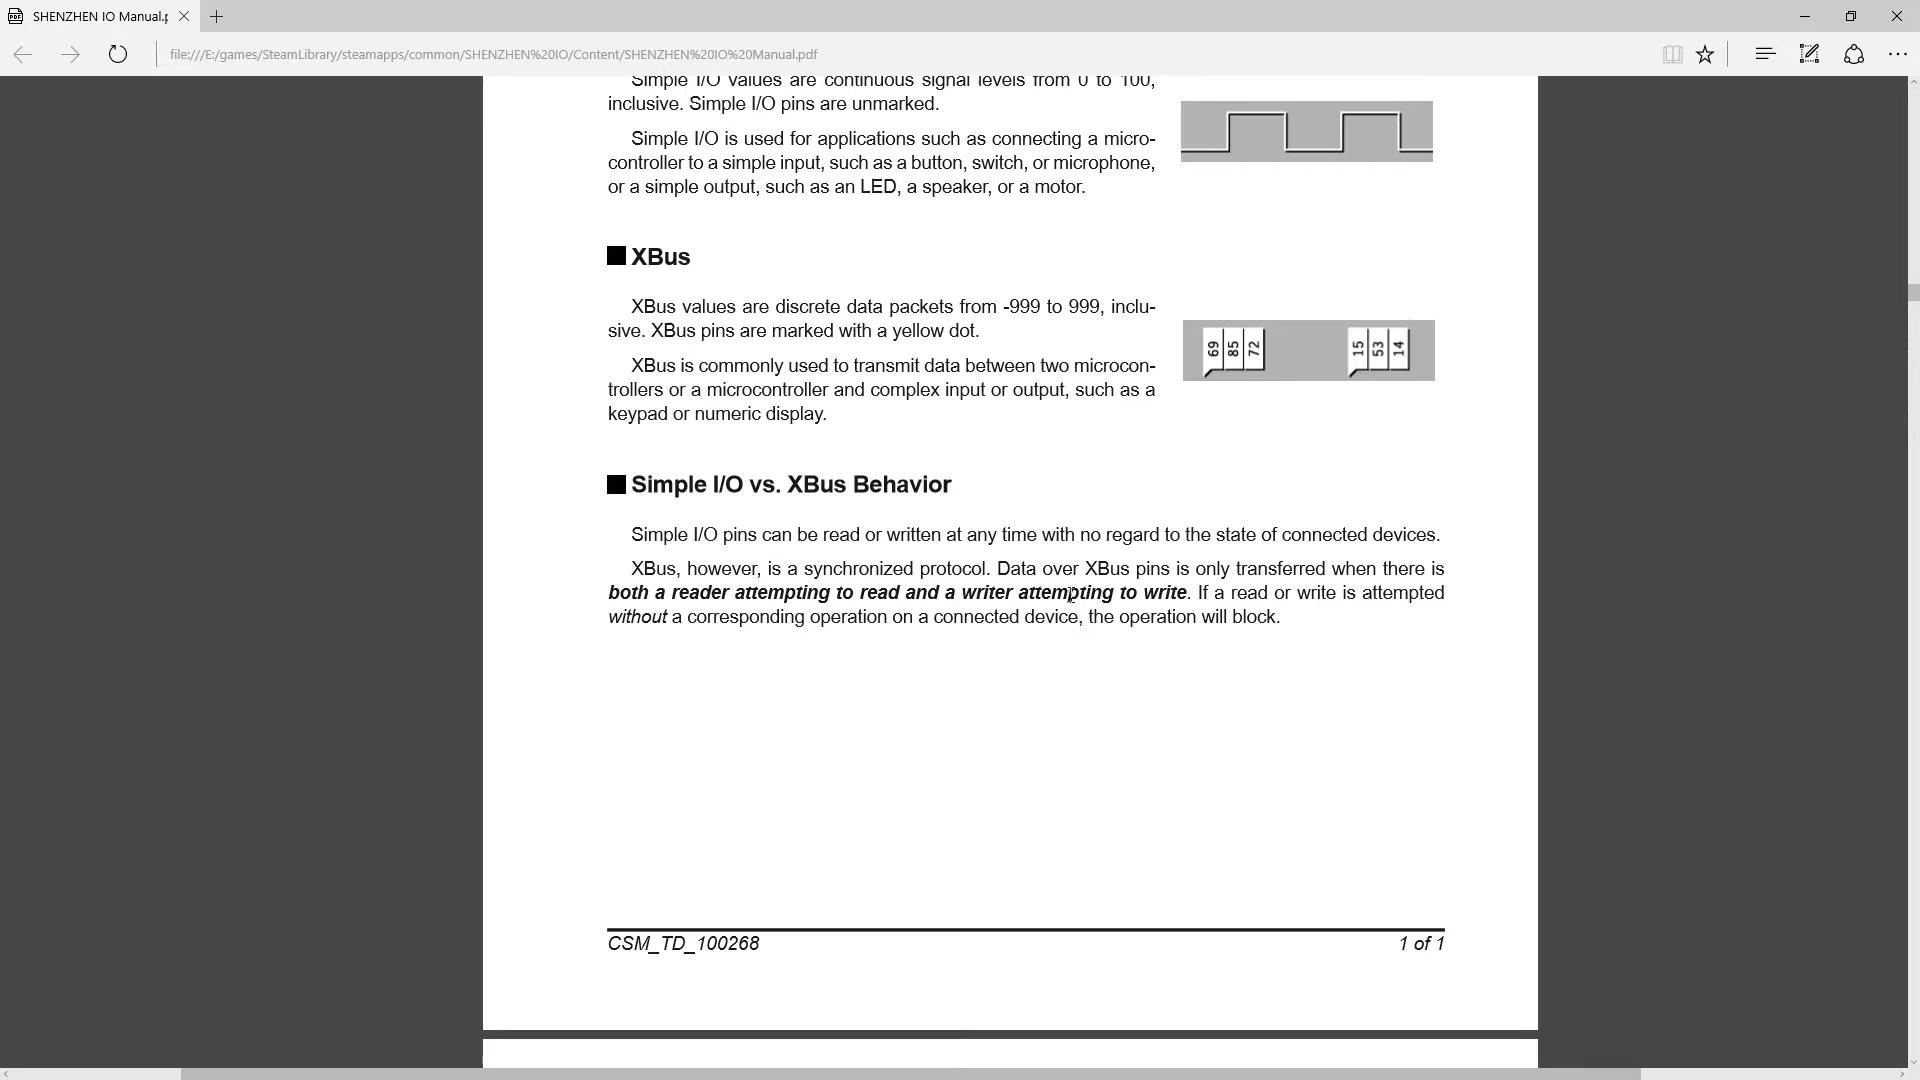 SHENZHEN IO Manual.p
file:///E:/games/SteamLibrary/steamapps/common/SHENZHEN%20IO/Content/SHENZHEN%20IO%20Manual.pdf
Simple I/O values are continuous signal levels from 0 to 100,
inclusive. Simple I/O pins are unmarked.
Simple I/O is used for applications such as connecting a micro-
controller to a simple input, such as a button, switch, or microphone,
or a simple output, such as an LED, a speaker, or a motor.
XBus
XBus values are discrete data packets from -999 to 999, inclu-
sive. XBus pins are marked with a yellow dot.
XBus is commonly used to transmit data between two microcon-
trollers or a microcontroller and complex input or output, such as a
keypad or numeric display.
69 85 72 15 53 14
Simple I/O vs. XBus Behavior
Simple I/O pins can be read or written at any time with no regard to the state of connected devices.
XBus, however, is a synchronized protocol. Data over XBus pins is only transferred when there is
both a reader attempting to read and a writer attempting to write. If a read or write is attempted
without a corresponding operation on a connected device, the operation will block.
CSM_TD_100268 1 of 1